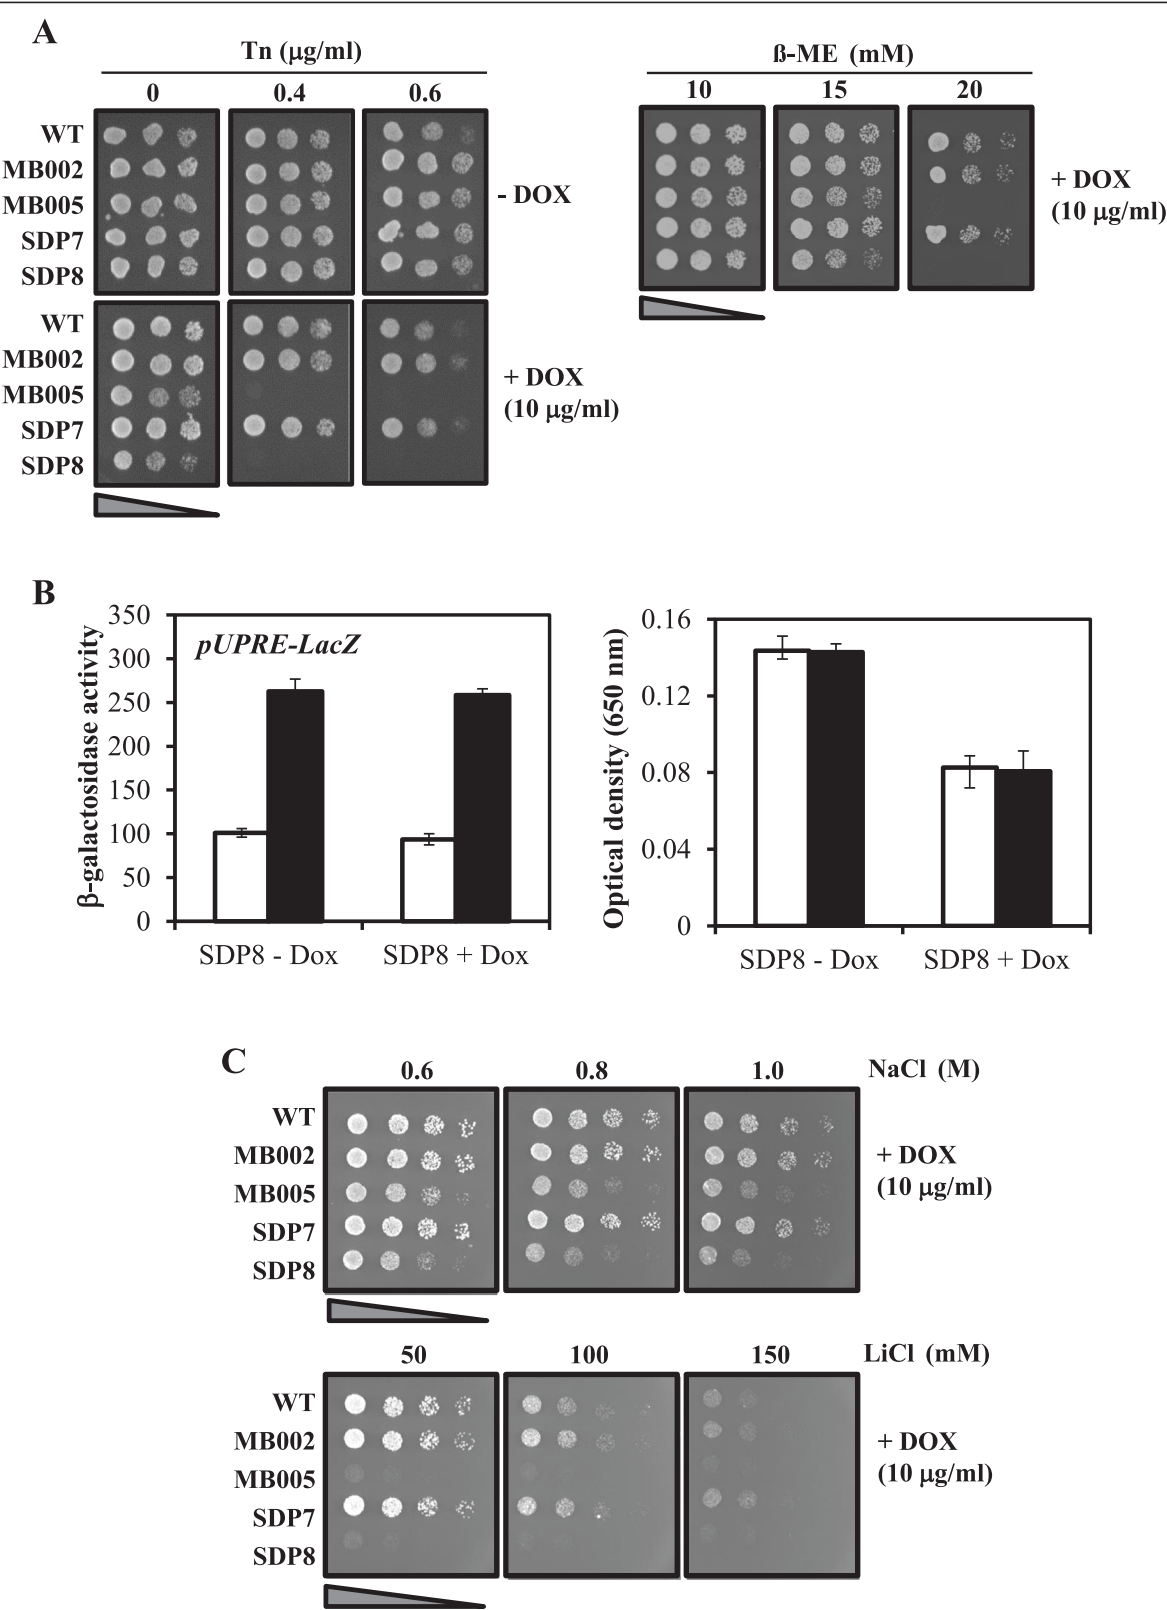 A
Tn (µg/ml)
0 0.4 0.6
WT
MB002
MB005
SDP7
SDP8
- DOX
WT
MB002
MB005
SDP7
SDP8
+ DOX
(10 µg/ml)
ß-ME (mM)
10 15 20
+ DOX
(10 µg/ml)
B
β-galactosidase activity
350
300
250
200
150
100
50
0
pUPRE-LacZ
SDP8 - Dox SDP8 + Dox
Optical density (650 nm)
0.16
0.12
0.08
0.04
0
SDP8 - Dox SDP8 + Dox
C
0.6 0.8 1.0 NaCl (M)
WT
MB002
MB005
SDP7
SDP8
+ DOX
(10 µg/ml)
50 100 150 LiCl (mM)
WT
MB002
MB005
SDP7
SDP8
+ DOX
(10 µg/ml)